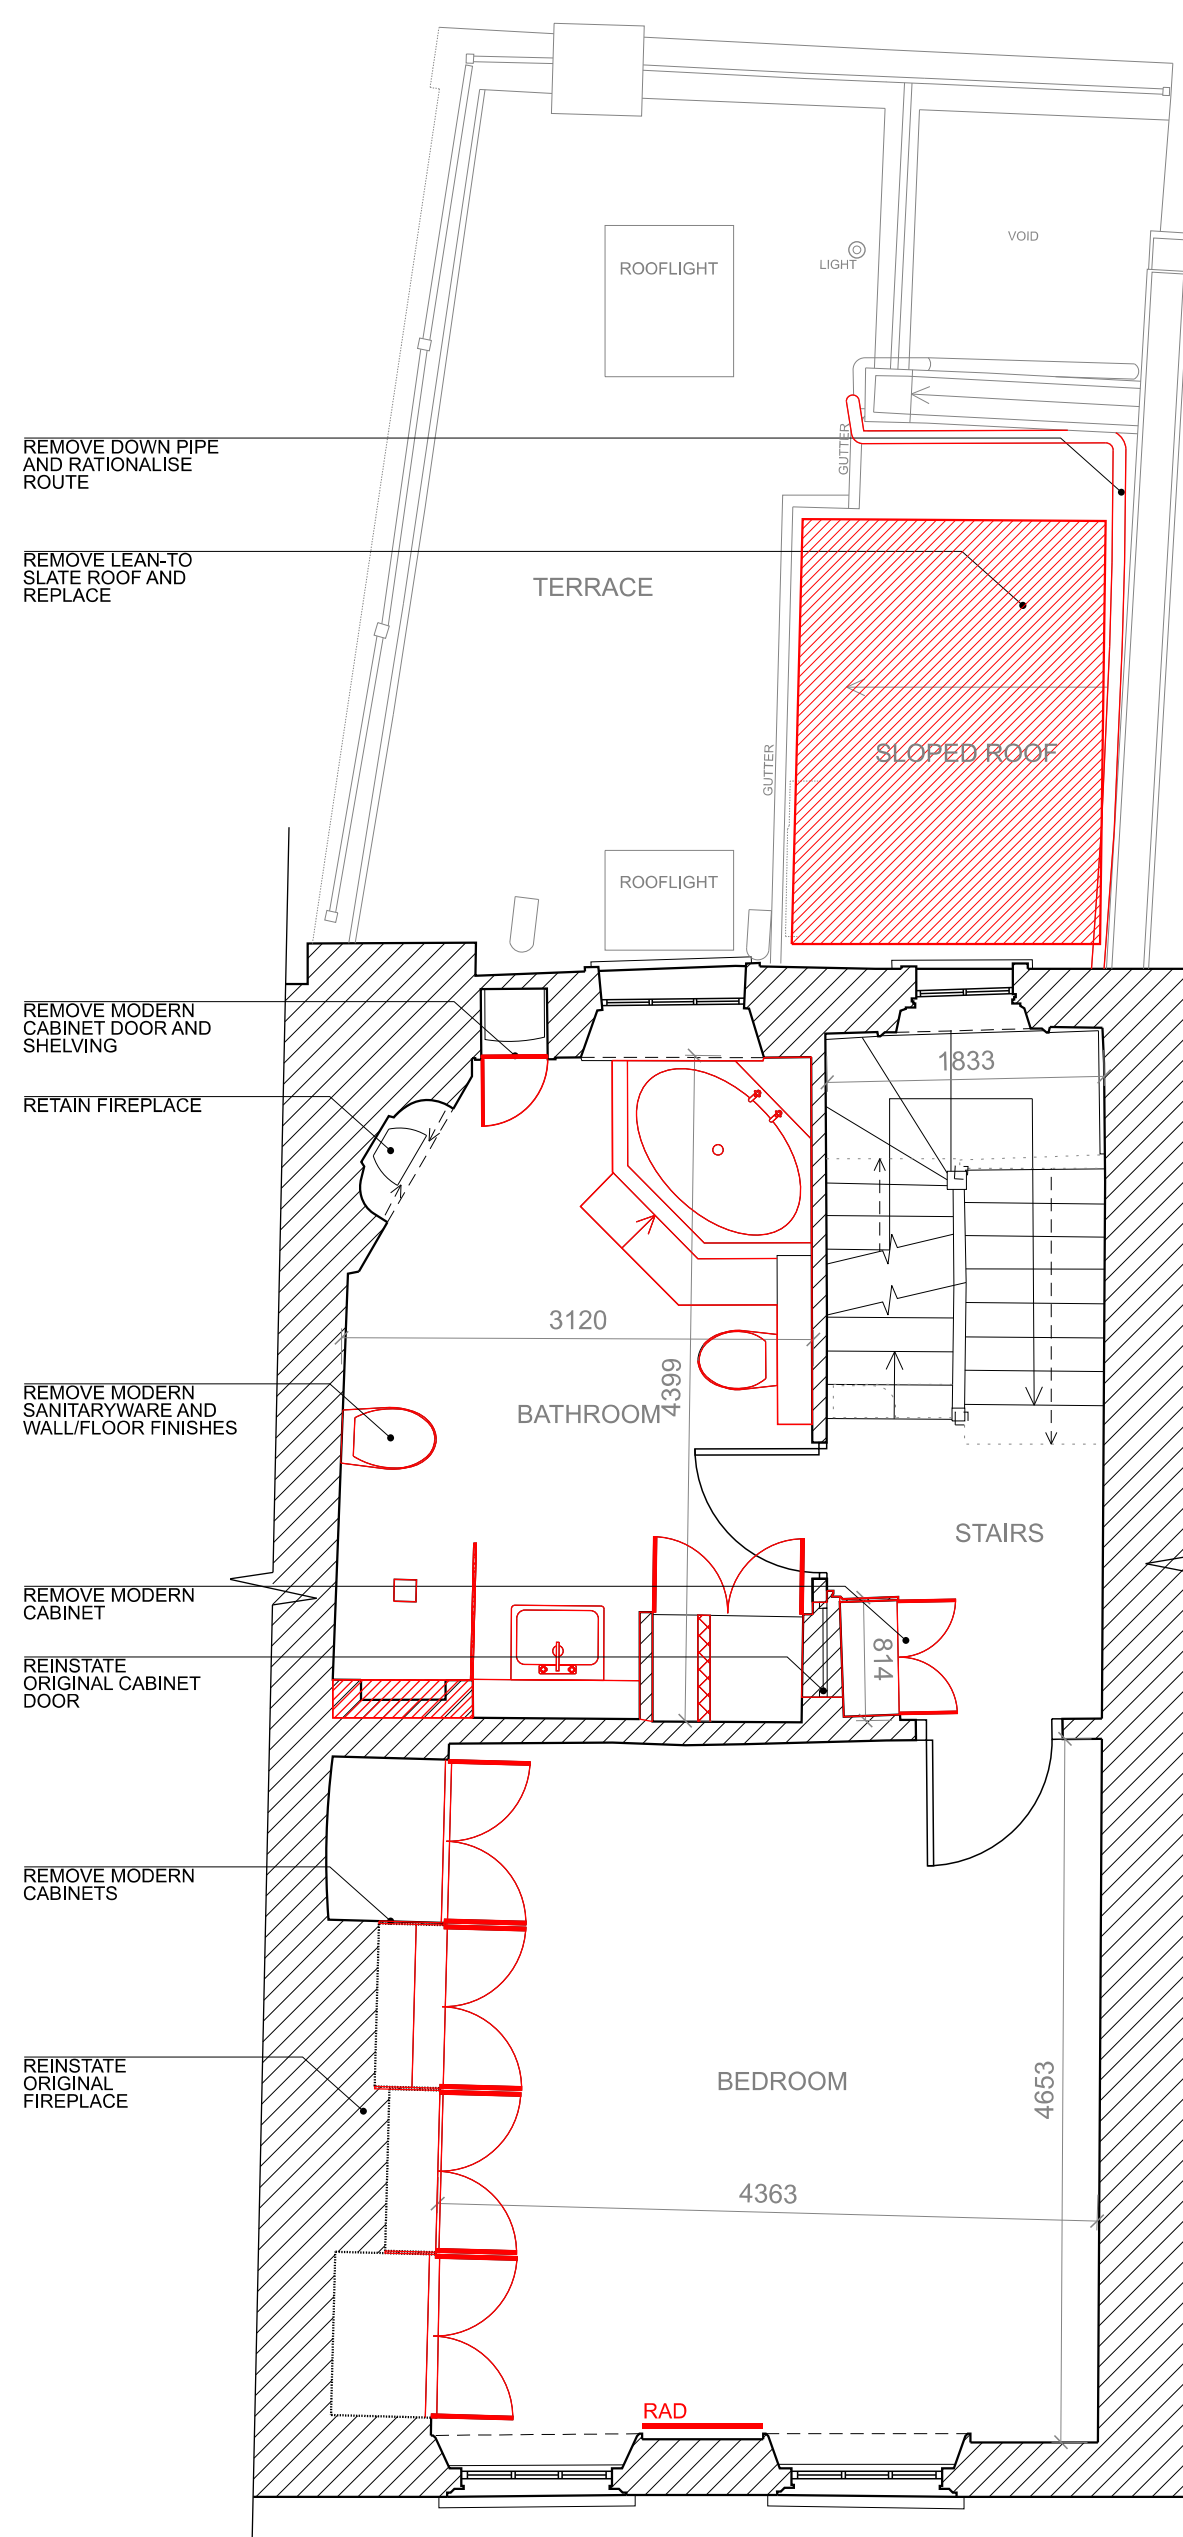 VOID
LIGHT
ROOFLIGHT
GUTTER
REMOVE DOWN PIPE
AND RATIONALISE
ROUTE
REMOVE LEAN-TO
SLATE ROOF AND
REPLACE
TERRACE
SLOPED ROOF
GUTTER
ROOFLIGHT
REMOVE MODERN
CABINET DOOR AND
SHELVING
1833
RETAIN FIREPLACE
3120
4399
REMOVE MODERN
SANITARYWARE AND
WALL/FLOOR FINISHES
BATHROOM
STAIRS
REMOVE MODERN
CABINET
814
REINSTATE
ORIGINAL CABINET
DOOR
REMOVE MODERN
CABINETS
REINSTATE
ORIGINAL
FIREPLACE
BEDROOM
4653
4363
RAD